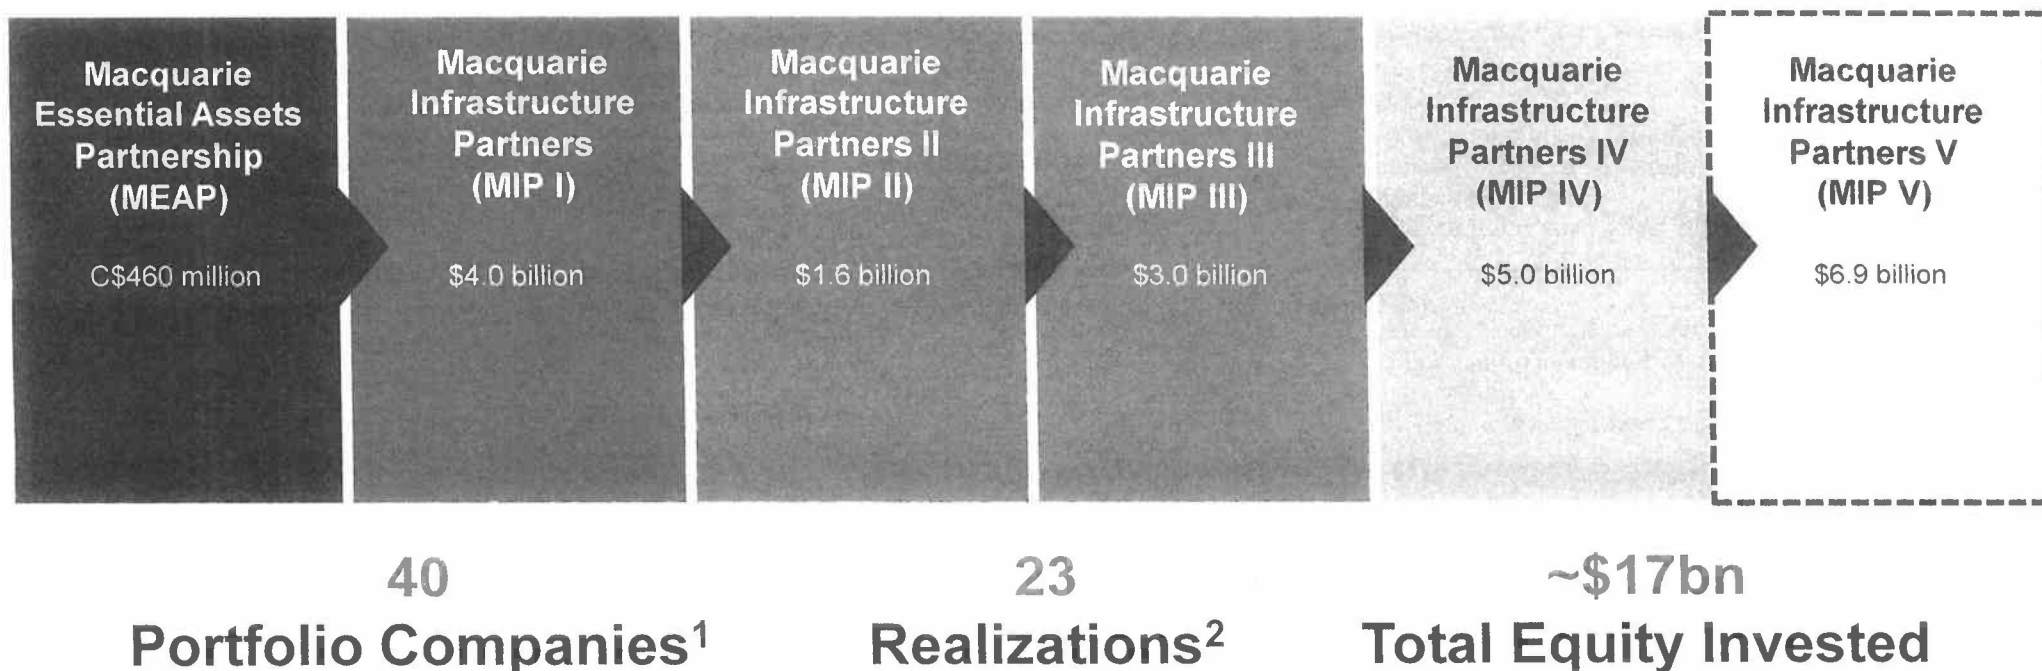 Macquarie
Essential Assets
Partnership
(MEAP)
C$460 million
Macquarie
Infrastructure
Partners
(MIP I)
$4.0 billion
Macquarie
Infrastructure
Partners II
(MIP II)
$1.6 billion
Macquarie
Infrastructure
Partners III
(MIP III)
$3.0 billion
Macquarie
Infrastructure
Partners IV
(MIP IV)
$5.0 billion
Macquarie
Infrastructure
Partners V
(MIP V)
$6.9 billion
40
Portfolio Companies¹
23
Realizations²
~$17bn
Total Equity Invested